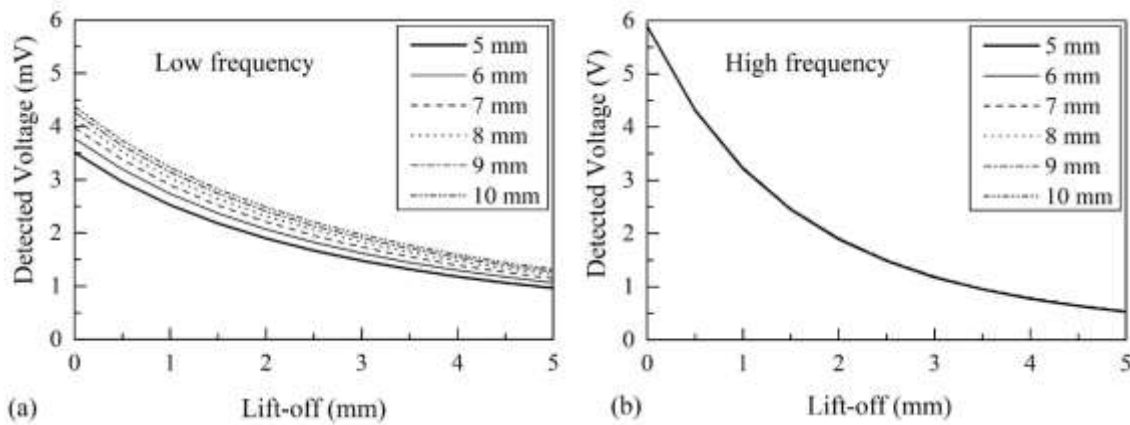 6
5
4
3
2
1
0
Detected Voltage (mV)
Low frequency
5 mm
6 mm
7 mm
8 mm
9 mm
10 mm
0 1 2 3 4 5
(a) Lift-off (mm)
6
5
4
3
2
1
0
Detected Voltage (V)
High frequency
5 mm
6 mm
7 mm
8 mm
9 mm
10 mm
0 1 2 3 4 5
(b) Lift-off (mm)